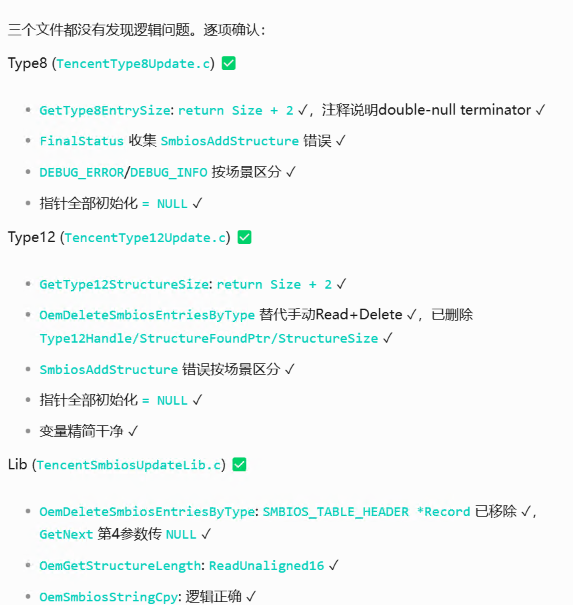 三个文件都没有发现逻辑问题。逐项确认：
Type8 (TencentType8Update.c) ✅
• GetType8EntrySize: return Size + 2 ✓，注释说明double-null terminator ✓
• FinalStatus 收集 SmbiosAddStructure 错误 ✓
• DEBUG_ERROR/DEBUG_INFO 按场景区分 ✓
• 指针全部初始化 = NULL ✓
Type12 (TencentType12Update.c) ✅
• GetType12StructureSize: return Size + 2 ✓
• OemDeleteSmbiosEntriesByType 替代手动Read+Delete ✓，已删除
Type12Handle/StructureFoundPtr/StructureSize ✓
• SmbiosAddStructure 错误按场景区分 ✓
• 指针全部初始化 = NULL ✓
• 变量精简干净 ✓
Lib (TencentSmbiosUpdateLib.c) ✅
• OemDeleteSmbiosEntriesByType: SMBIOS_TABLE_HEADER *Record 已移除 ✓，
GetNext 第4参数传 NULL ✓
• OemGetStructureLength: ReadUnaligned16 ✓
• OemSmbiosStringCpy: 逻辑正确 ✓